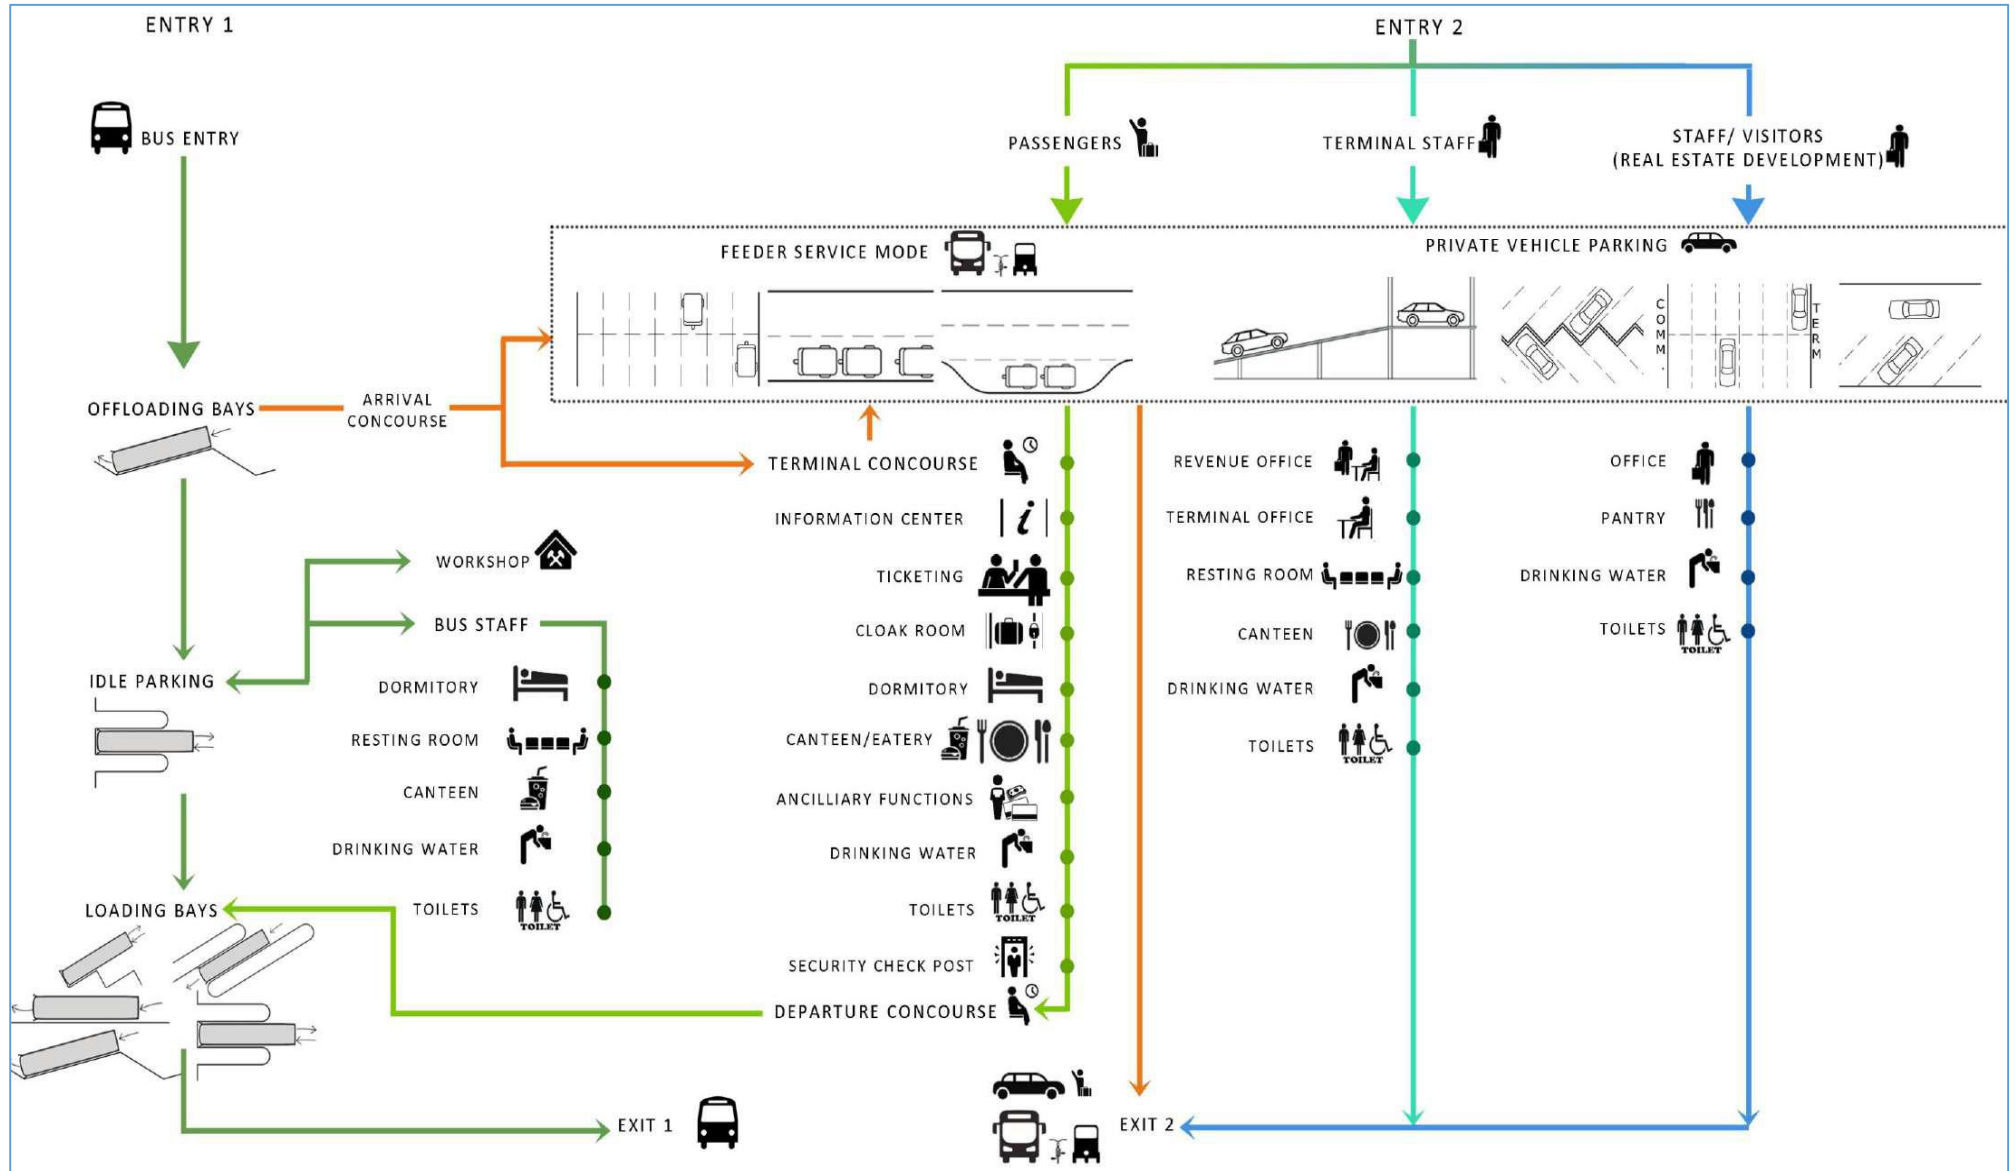 ENTRY 1
ENTRY 2
BUS ENTRY
PASSENGERS
TERMINAL STAFF
STAFF/ VISITORS
(REAL ESTATE DEVELOPMENT)
FEEDER SERVICE MODE
PRIVATE VEHICLE PARKING
COMM.
TERM.
OFFLOADING BAYS
ARRIVAL
CONCOURSE
TERMINAL CONCOURSE
INFORMATION CENTER
i
TICKETING
CLOAK ROOM
DORMITORY
CANTEEN/EATERY
ANCILLIARY FUNCTIONS
DRINKING WATER
TOILETS
TOILET
SECURITY CHECK POST
DEPARTURE CONCOURSE
REVENUE OFFICE
TERMINAL OFFICE
RESTING ROOM
CANTEEN
DRINKING WATER
TOILETS
TOILET
OFFICE
PANTRY
DRINKING WATER
TOILETS
TOILET
WORKSHOP
BUS STAFF
IDLE PARKING
DORMITORY
RESTING ROOM
CANTEEN
DRINKING WATER
TOILETS
TOILET
LOADING BAYS
EXIT 1
EXIT 2